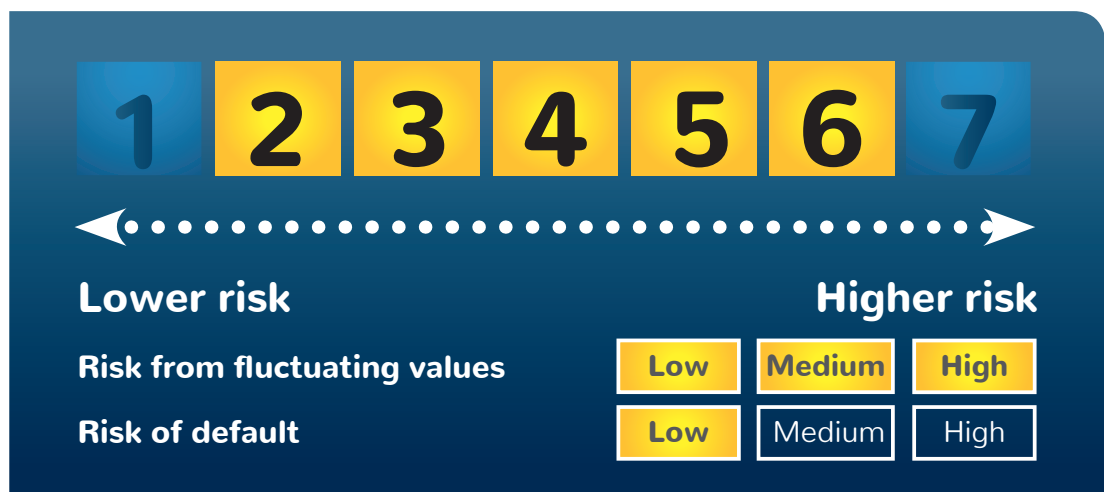 1 2 3 4 5 6 7
Lower risk Higher risk
Risk from fluctuating values Low Medium High
Risk of default Low Medium High